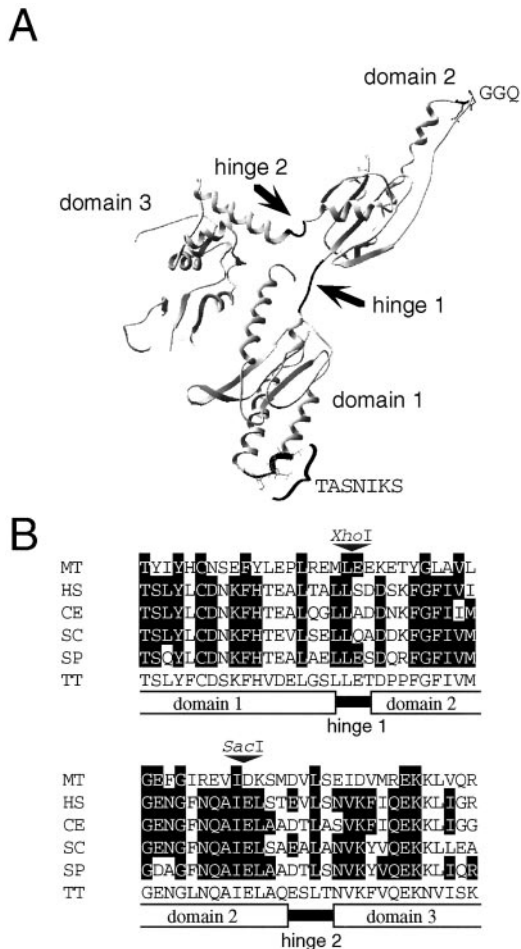 A
domain 2
GGQ
hinge 2
domain 3
hinge 1
domain 1
TASNIKS
B
XhoI
MT TYIYHCNSEFYLEPLREMLEEKETYGLAVL
HS TSLYLCDNKFHTEALTALLSDDSKFGFIVI
CE TSLYLCDNKFHTEALQGLLADDNKFGFIIM
SC TSLYLCDNKFHTEVLSELLQADDKFGFIVM
SP TSQYLCDNKFHTEALAELLESDQRFGFIVM
TT TSLYFCDSKFHVDELGSLLETDPPFGFIVM
domain 1 domain 2
hinge 1
SacI
MT GEFGIREVIDKSMDVLSEIDVMREKKLVQR
HS GENGFNQAIELSTEVLSNVKFIQEKKLIGR
CE GENGFNQAIELAADTLASVKFIQEKKLIGG
SC GENGFNQAIELSAEALANVKYVQEKKLLEA
SP GDAGFNQAIELAADTLSNVKFVQEKKLIQR
TT GENGLNQAIELAQESLTNVKFVQEKNVISK
domain 2 domain 3
hinge 2